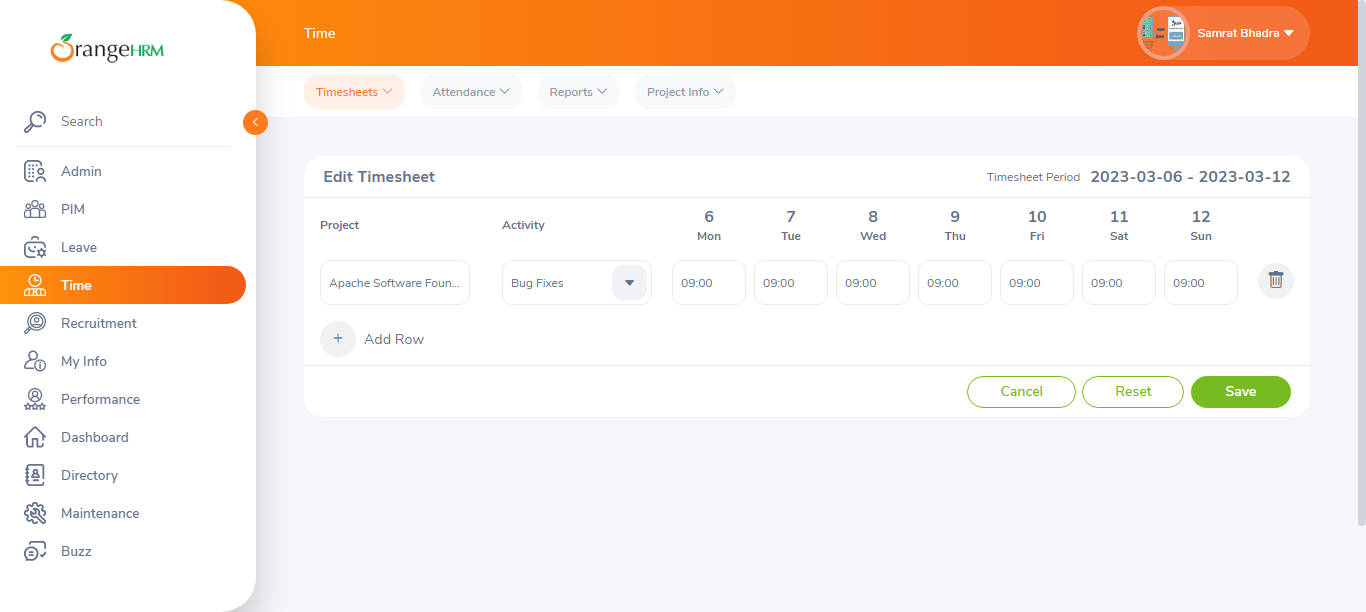 OrangeHRM
Time
Samrat Bhadra
Timesheets
Attendance
Reports
Project Info
Search
Admin
PIM
Leave
Time
Recruitment
My Info
Performance
Dashboard
Directory
Maintenance
Buzz
Edit Timesheet
Timesheet Period 2023-03-06 - 2023-03-12
Project Activity 6 7 8 9 10 11 12
Mon Tue Wed Thu Fri Sat Sun
Apache Software Foun... Bug Fixes 09:00 09:00 09:00 09:00 09:00 09:00 09:00
+ Add Row
Cancel Reset Save